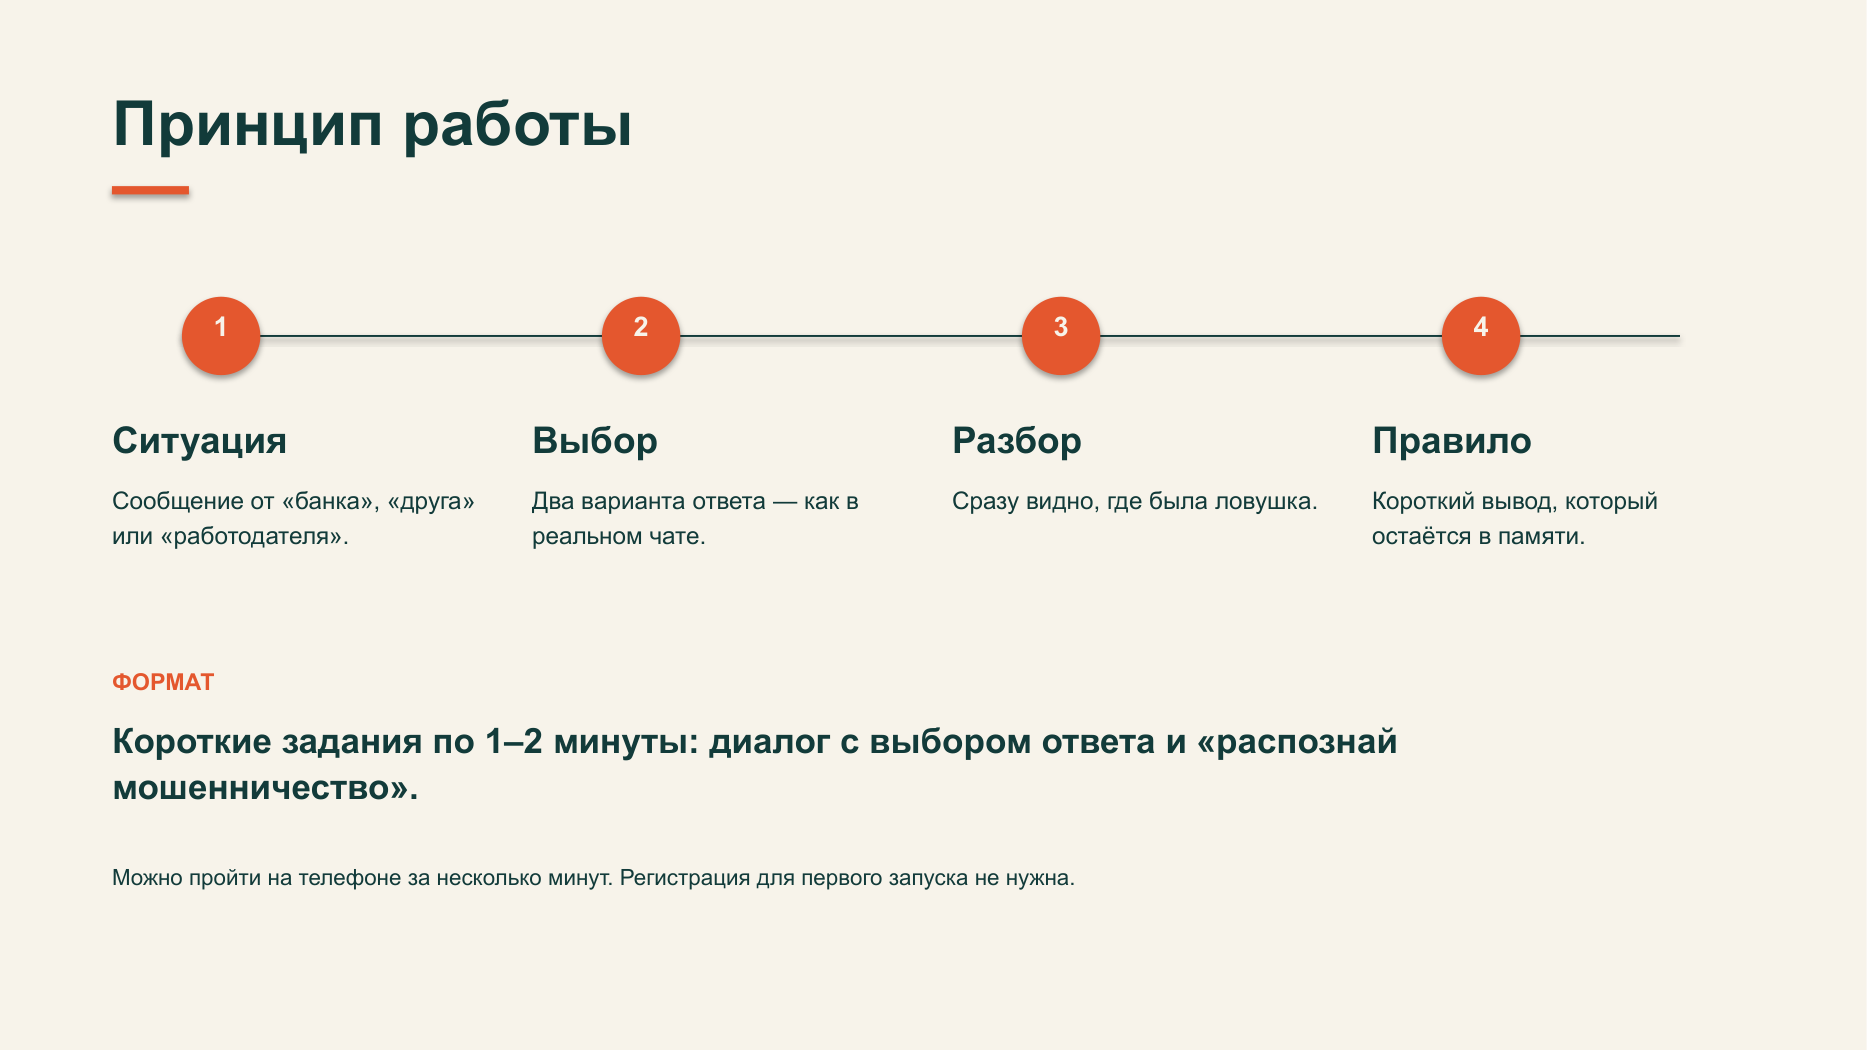 Принцип работы
1
2
3
4
Ситуация
Сообщение от «банка», «друга»
или «работодателя».
Выбор
Два варианта ответа — как в
реальном чате.
Разбор
Сразу видно, где была ловушка.
Правило
Короткий вывод, который
остаётся в памяти.
ФОРМАТ
Короткие задания по 1–2 минуты: диалог с выбором ответа и «распознай
мошенничество».
Можно пройти на телефоне за несколько минут. Регистрация для первого запуска не нужна.